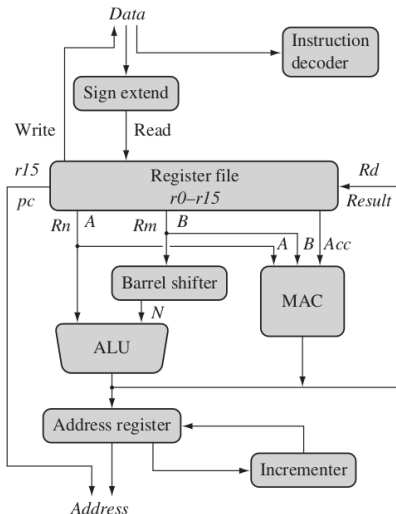 Data
Instruction
decoder
Sign extend
Write
Read
r15
Register file
Rd
pc
r0–r15
Result
Rn A Rm B A B Acc
Barrel shifter
MAC
N
ALU
Address register
Incrementer
Address